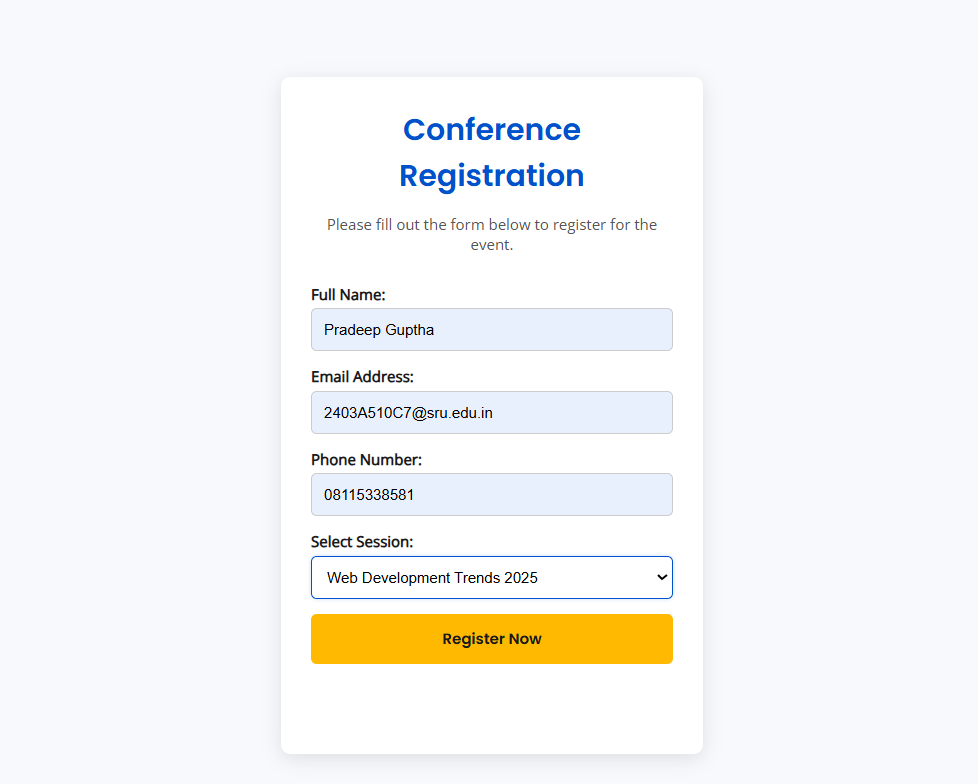 Conference
Registration
Please fill out the form below to register for the
event.
Full Name:
Pradeep Guptha
Email Address:
2403A510C7@sru.edu.in
Phone Number:
08115338581
Select Session:
Web Development Trends 2025
Register Now